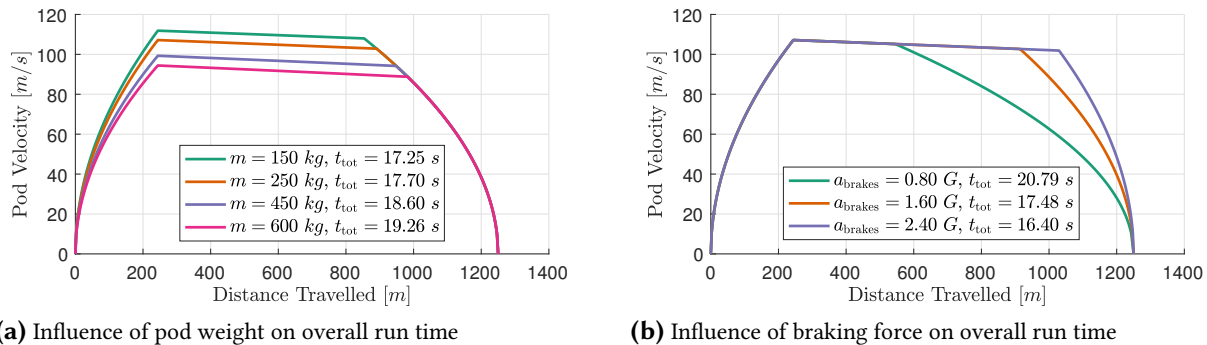 120
100
80
60
40
20
0
Pod Velocity [m/s]
m = 150 kg, t_tot = 17.25 s
m = 250 kg, t_tot = 17.70 s
m = 450 kg, t_tot = 18.60 s
m = 600 kg, t_tot = 19.26 s
0 200 400 600 800 1000 1200 1400
Distance Travelled [m]
(a) Influence of pod weight on overall run time
120
100
80
60
40
20
0
Pod Velocity [m/s]
a_brakes = 0.80 G, t_tot = 20.79 s
a_brakes = 1.60 G, t_tot = 17.48 s
a_brakes = 2.40 G, t_tot = 16.40 s
0 200 400 600 800 1000 1200 1400
Distance Travelled [m]
(b) Influence of braking force on overall run time